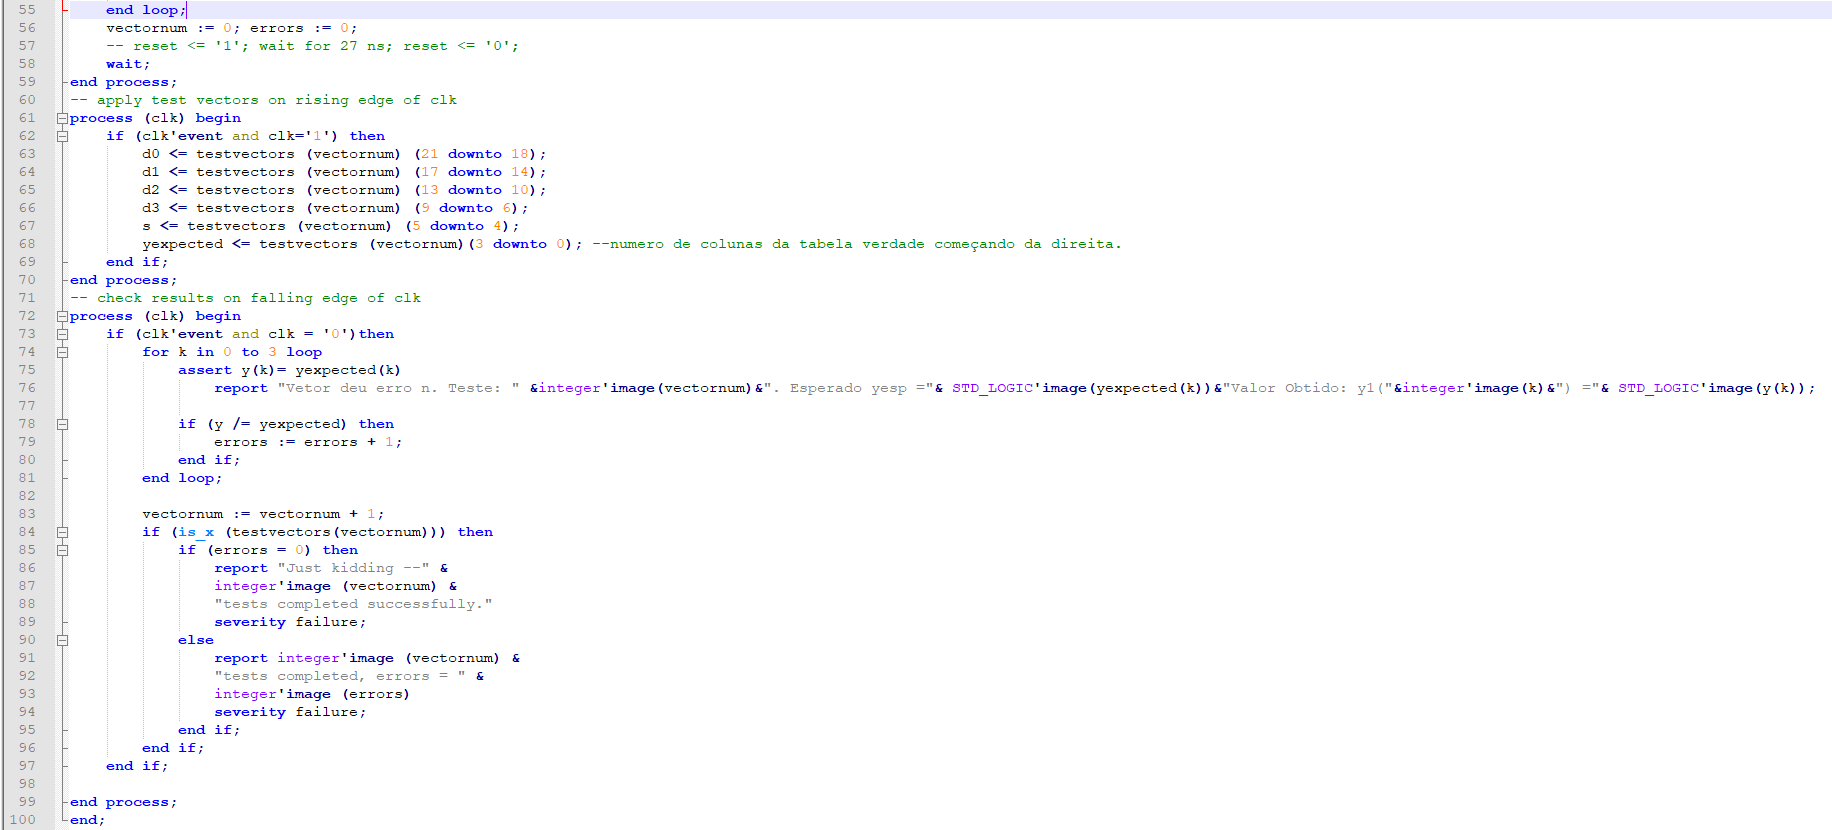 55 end loop;
56 vectornum := 0; errors := 0;
57 -- reset <= '1'; wait for 27 ns; reset <= '0';
58 wait;
59 end process;
60 -- apply test vectors on rising edge of clk
61 process (clk) begin
62 if (clk'event and clk='1') then
63 d0 <= testvectors (vectornum) (21 downto 18);
64 d1 <= testvectors (vectornum) (17 downto 14);
65 d2 <= testvectors (vectornum) (13 downto 10);
66 d3 <= testvectors (vectornum) (9 downto 6);
67 s <= testvectors (vectornum) (5 downto 4);
68 yexpected <= testvectors (vectornum)(3 downto 0); --numero de colunas da tabela verdade começando da direita.
69 end if;
70 end process;
71 -- check results on falling edge of clk
72 process (clk) begin
73 if (clk'event and clk = '0')then
74 for k in 0 to 3 loop
75 assert y(k)= yexpected(k)
76 report "Vetor deu erro n. Teste: " &integer'image(vectornum)&". Esperado yesp ="& STD_LOGIC'image(yexpected(k))&"Valor Obtido: y1("&integer'image(k)&") ="& STD_LOGIC'image(y(k));
77
78 if (y /= yexpected) then
79 errors := errors + 1;
80 end if;
81 end loop;
82
83 vectornum := vectornum + 1;
84 if (is_x (testvectors(vectornum))) then
85 if (errors = 0) then
86 report "Just kidding --" &
87 integer'image (vectornum) &
88 "tests completed successfully."
89 severity failure;
90 else
91 report integer'image (vectornum) &
92 "tests completed, errors = " &
93 integer'image (errors)
94 severity failure;
95 end if;
96 end if;
97 end if;
98
99 end process;
100 end;